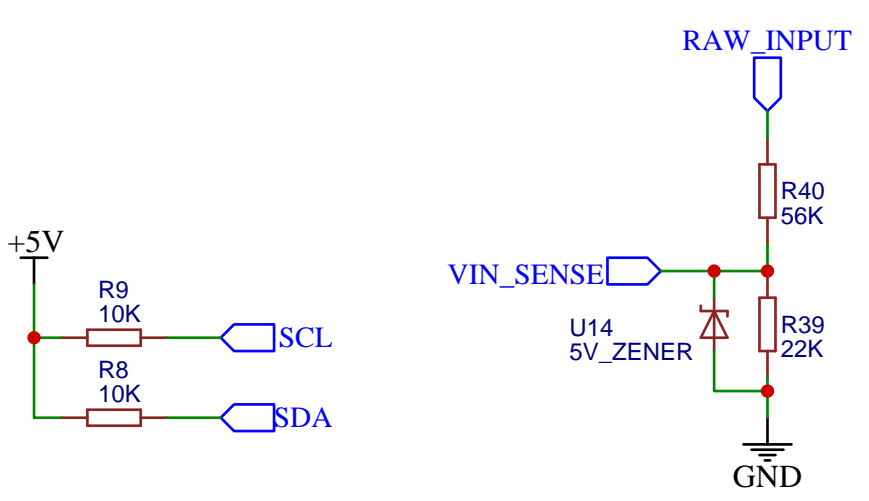 RAW_INPUT
R40
56K
+5V
VIN_SENSE
R9
10K
SCL
U14
5V_ZENER
R39
22K
R8
10K
SDA
GND